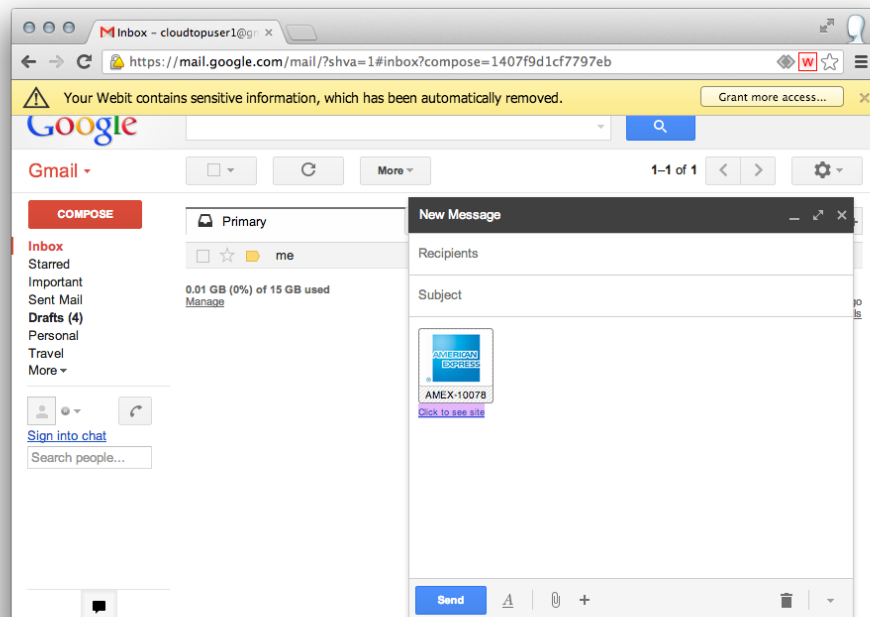 Inbox – cloudtopuser1@gn
https://mail.google.com/mail/?shva=1#inbox?compose=1407f9d1cf7797eb
W
Your Webit contains sensitive information, which has been automatically removed.
Grant more access...
Google
Gmail
More
1–1 of 1
COMPOSE
Inbox
Starred
Important
Sent Mail
Drafts (4)
Personal
Travel
More
Sign into chat
Search people...
Primary
me
0.01 GB (0%) of 15 GB used
Manage
New Message
Recipients
Subject
AMERICAN
EXPRESS
®
AMEX-10078
Click to see site
Send
A